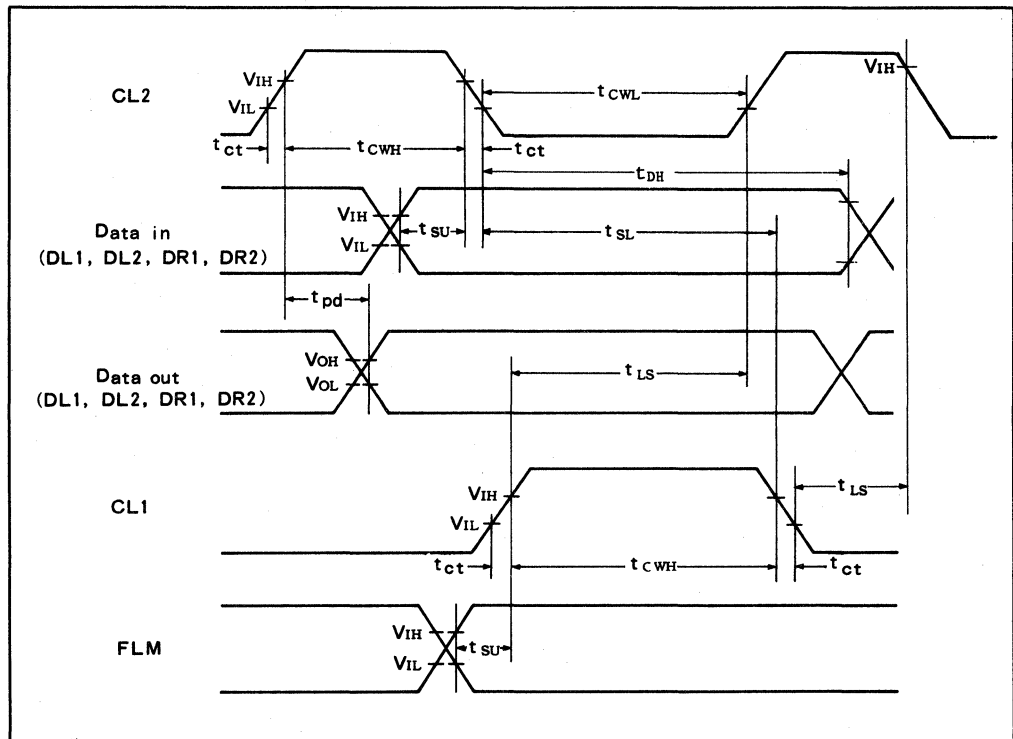 CL2
VIH
VIL
tct
tCWH
tct
tCWL
VIH
tDH
Data in
(DL1, DL2, DR1, DR2)
VIH
VIL
tSU
tSL
tpd
Data out
(DL1, DL2, DR1, DR2)
VOH
VOL
tLS
CL1
VIH
VIL
tct
tCWH
tct
tLS
FLM
VIH
VIL
tSU